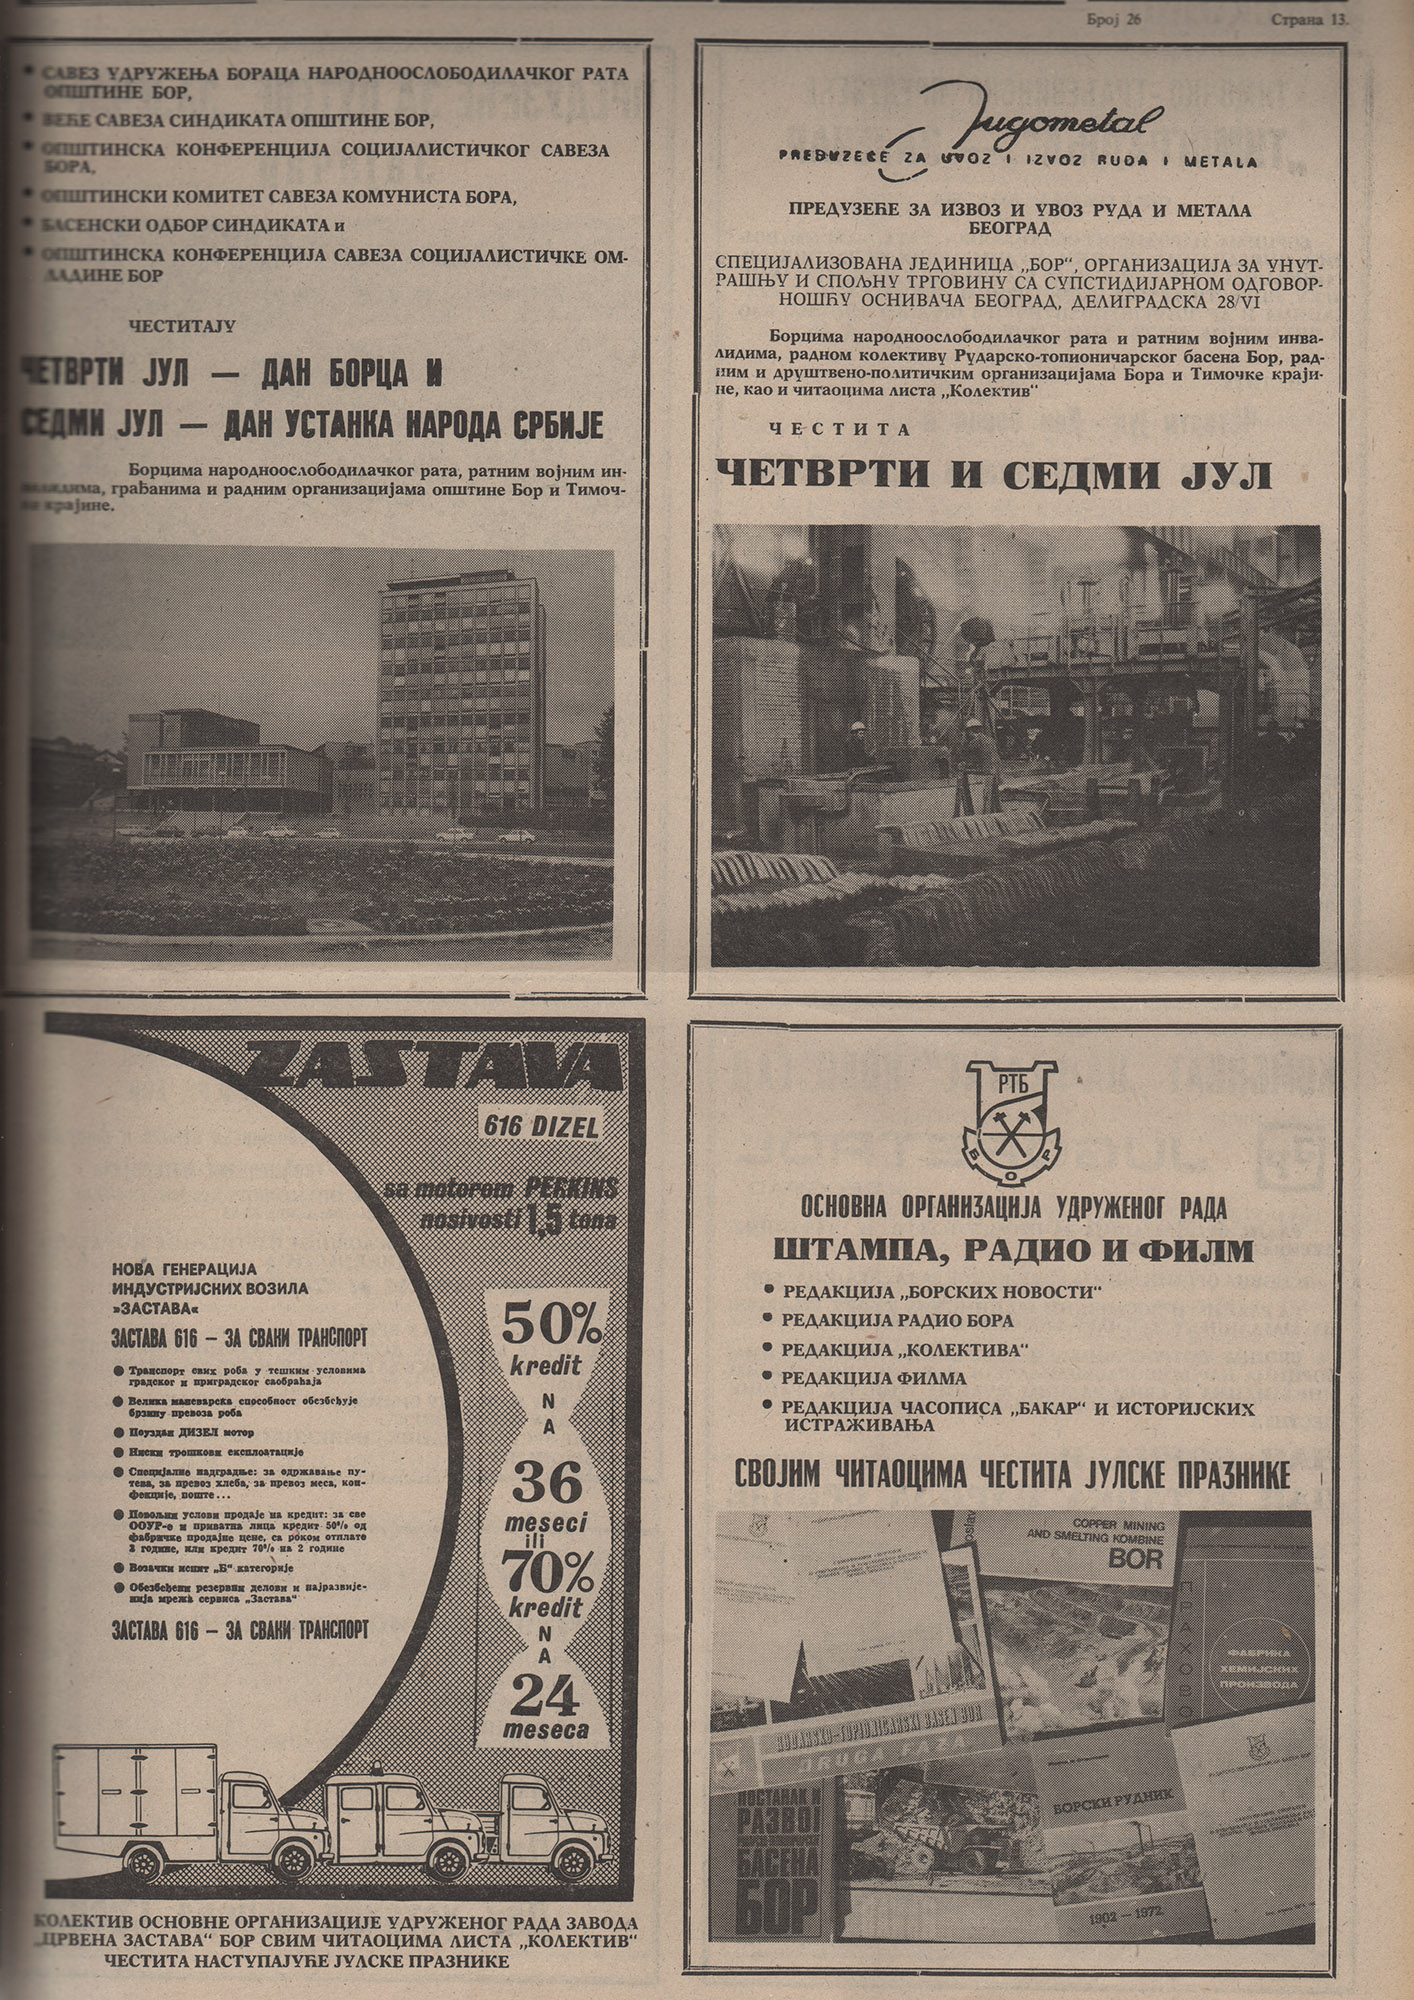 Број 26 Страна 13.
• САВЕЗ УДРУЖЕЊА БОРАЦА НАРОДНООСЛОБОДИЛАЧКОГ РАТА
ОПШТИНЕ БОР,
• ВЕЋЕ САВЕЗА СИНДИКАТА ОПШТИНЕ БОР,
• ОПШТИНСКА КОНФЕРЕНЦИЈА СОЦИЈАЛИСТИЧКОГ САВЕЗА
БОРА,
• ОПШТИНСКИ КОМИТЕТ САВЕЗА КОМУНИСТА БОРА,
• БАСЕНСКИ ОДБОР СИНДИКАТА и
• ОПШТИНСКА КОНФЕРЕНЦИЈА САВЕЗА СОЦИЈАЛИСТИЧКЕ ОМ-
ЛАДИНЕ БОР
ЧЕСТИТАЈУ
ЧЕТВРТИ ЈУЛ — ДАН БОРЦА И
СЕДМИ ЈУЛ — ДАН УСТАНКА НАРОДА СРБИЈЕ
Борцима народноослободилачког рата, ратним војним ин-
валидима, грађанима и радним организацијама општине Бор и Тимоч-
ке крајине.
Jugometal
PREDUZEĆE ZA UVOZ I IZVOZ RUDA I METALA
ПРЕДУЗЕЋЕ ЗА ИЗВОЗ И УВОЗ РУДА И МЕТАЛА
БЕОГРАД
СПЕЦИЈАЛИЗОВАНА ЈЕДИНИЦА „БОР“, ОРГАНИЗАЦИЈА ЗА УНУТ-
РАШЊУ И СПОЉНУ ТРГОВИНУ СА СУПСТИДИЈАРНОМ ОДГОВОР-
НОШЋУ ОСНИВАЧА БЕОГРАД, ДЕЛИГРАДСКА 28/VI
Борцима народноослободилачког рата и ратним војним инва-
лидима, радном колективу Рударско-топионичарског басена Бор, рад-
ним и друштвено-политичким организацијама Бора и Тимочке краји-
не, као и читаоцима листа „Колектив“
ЧЕСТИТА
ЧЕТВРТИ И СЕДМИ ЈУЛ
ZASTAVA
616 DIZEL
sa motorom PERKINS
nosivosti 1,5 tona
НОВА ГЕНЕРАЦИЈА
ИНДУСТРИЈСКИХ ВОЗИЛА
»ЗАСТАВА«
ЗАСТАВА 616 — ЗА СВАКИ ТРАНСПОРТ
● Транспорт свих роба у тешким условима
градског и приградског саобраћаја
● Велика маневарска способност обезбеђује
брзину превоза роба
● Поуздан ДИЗЕЛ мотор
● Ниски трошкови експлоатације
● Специјалне надградње: за одржавање пу-
тева, за превоз хлеба, за превоз меса, кон-
фекције, поште...
● Повољни услови продаје на кредит: за све
ООУР-е и приватна лица кредит 50% од
фабричке продајне цене, са роком отплате
3 године, или кредит 70% на 2 године
● Возачки испит „Б“ категорије
● Обезбеђени резервни делови и најразвије-
нија мрежа сервиса „Застава“
ЗАСТАВА 616 — ЗА СВАКИ ТРАНСПОРТ
50%
kredit
N
A
36
meseci
ili
70%
kredit
N
A
24
meseca
КОЛЕКТИВ ОСНОВНЕ ОРГАНИЗАЦИЈЕ УДРУЖЕНОГ РАДА ЗАВОДА
„ЦРВЕНА ЗАСТАВА“ БОР СВИМ ЧИТАОЦИМА ЛИСТА „КОЛЕКТИВ“
ЧЕСТИТА НАСТУПАЈУЋЕ ЈУЛСКЕ ПРАЗНИКЕ
РТБ
БОР
ОСНОВНА ОРГАНИЗАЦИЈА УДРУЖЕНОГ РАДА
ШТАМПА, РАДИО И ФИЛМ
• РЕДАКЦИЈА „БОРСКИХ НОВОСТИ“
• РЕДАКЦИЈА РАДИО БОРА
• РЕДАКЦИЈА „КОЛЕКТИВА“
• РЕДАКЦИЈА ФИЛМА
• РЕДАКЦИЈА ЧАСОПИСА „БАКАР“ И ИСТОРИЈСКИХ
ИСТРАЖИВАЊА
СВОЈИМ ЧИТАОЦИМА ЧЕСТИТА ЈУЛСКЕ ПРАЗНИКЕ
COPPER MINING
AND SMELTING KOMBINE
BOR
ПРАХОВО
ФАБРИКА
ХЕМИЈСКИХ
ПРОИЗВОДА
RUDARSKO-TOPIONIČARSKI BASEN BOR
DRUGA FAZA
ПОСТАНАК И
РАЗВОЈ
БАСЕНА
БОР
БОРСКИ РУДНИК
1902 — 1972